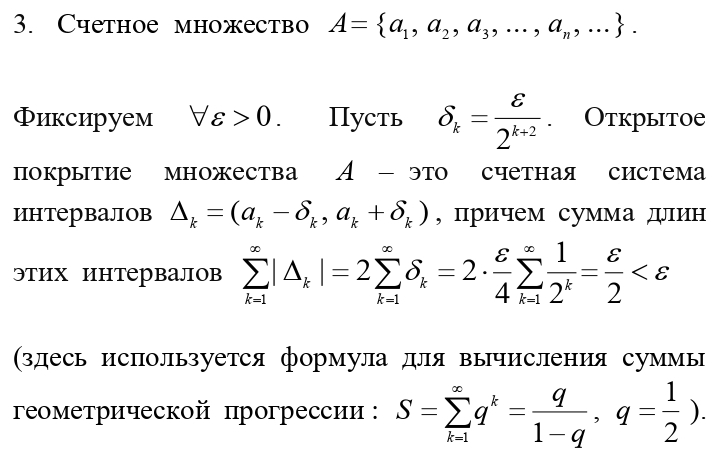 3. Счетное множество A= {a₁, a₂, a₃, ... , aₙ, ...} .
Фиксируем ∀ε > 0. Пусть δₖ = ε / 2^(k+2) . Открытое
покрытие множества A – это счетная система
интервалов Δₖ = (aₖ − δₖ, aₖ + δₖ), причем сумма длин
этих интервалов ∑_{k=1}^{∞} | Δₖ | = 2 ∑_{k=1}^{∞} δₖ = 2 · ε/4 ∑_{k=1}^{∞} 1/2^k = ε/2 < ε
(здесь используется формула для вычисления суммы
геометрической прогрессии : S = ∑_{k=1}^{∞} q^k = q/(1−q) , q = 1/2 ).